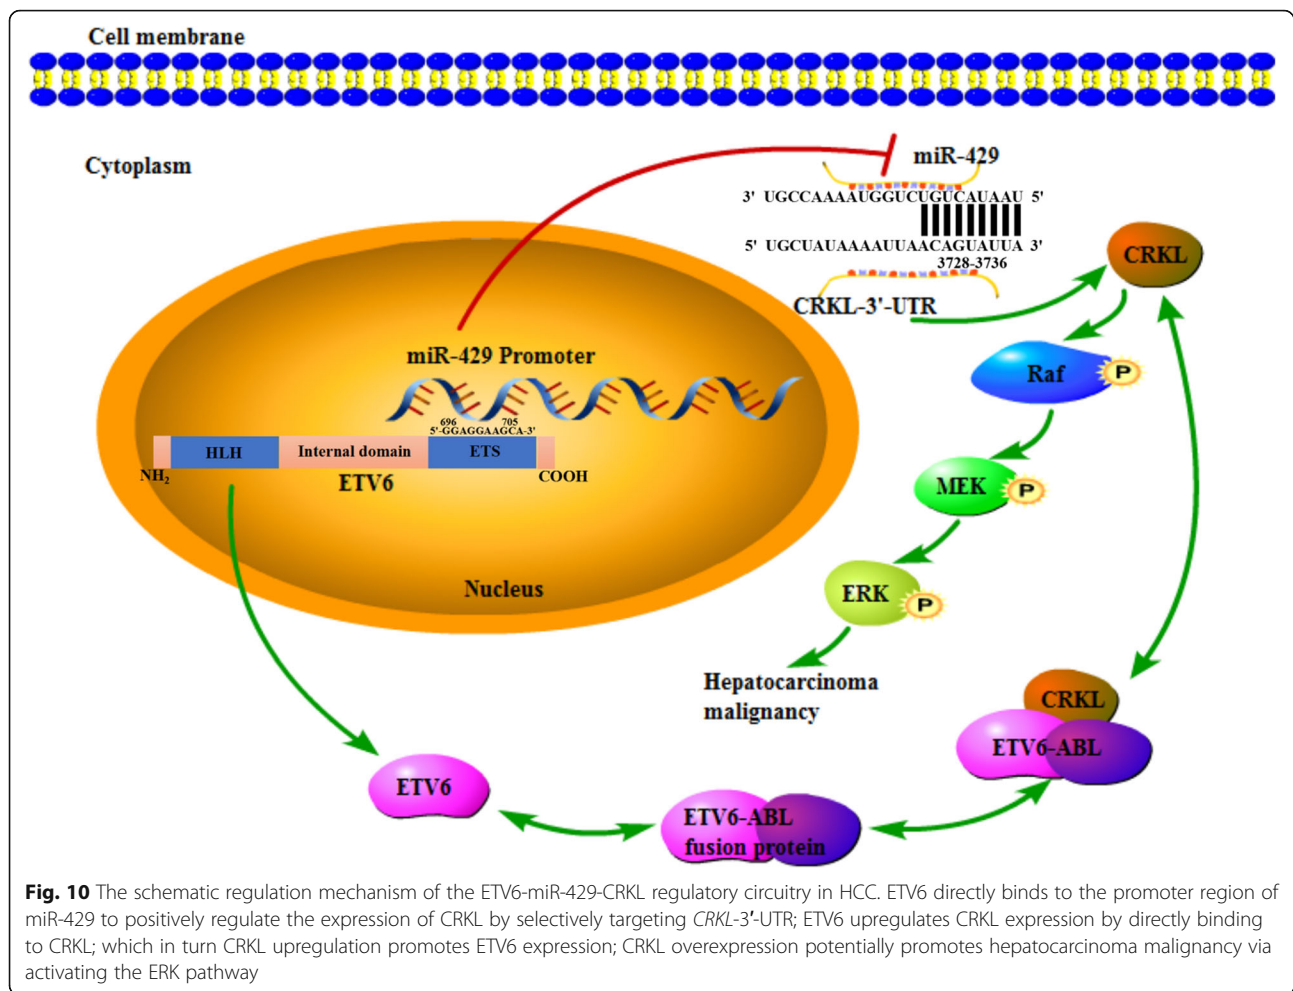 Cell membrane
Cytoplasm
miR-429
3' UGCCAAAAUGGUCUGUCAUAAU 5'
5' UGCUAUAAAAUUAACAGUAUUA 3'
3728-3736
CRKL-3'-UTR
CRKL
miR-429 Promoter
Raf
P
696 705
5'-GGAGGAAGCA-3'
HLH Internal domain ETS
NH2 COOH
ETV6
MEK
P
Nucleus
ERK
P
Hepatocarcinoma
malignancy
CRKL
ETV6-ABL
ETV6
ETV6-ABL
fusion protein
Fig. 10 The schematic regulation mechanism of the ETV6-miR-429-CRKL regulatory circuitry in HCC. ETV6 directly binds to the promoter region of
miR-429 to positively regulate the expression of CRKL by selectively targeting CRKL-3′-UTR; ETV6 upregulates CRKL expression by directly binding
to CRKL; which in turn CRKL upregulation promotes ETV6 expression; CRKL overexpression potentially promotes hepatocarcinoma malignancy via
activating the ERK pathway